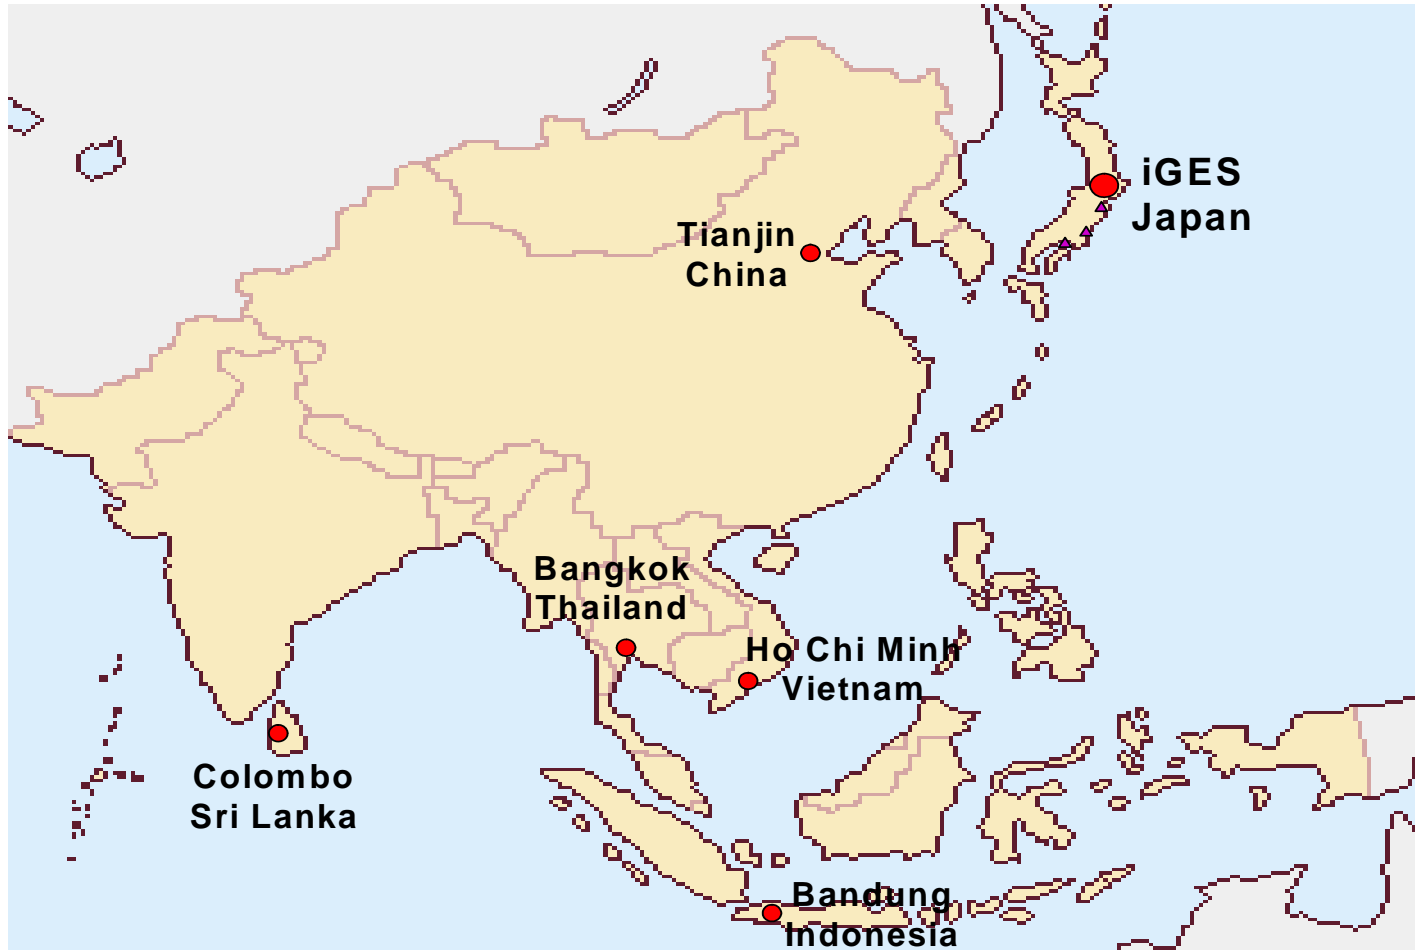 iGES
Japan
Tianjin
China
Bangkok
Thailand
Ho Chi Minh
Vietnam
Colombo
Sri Lanka
Bandung
Indonesia